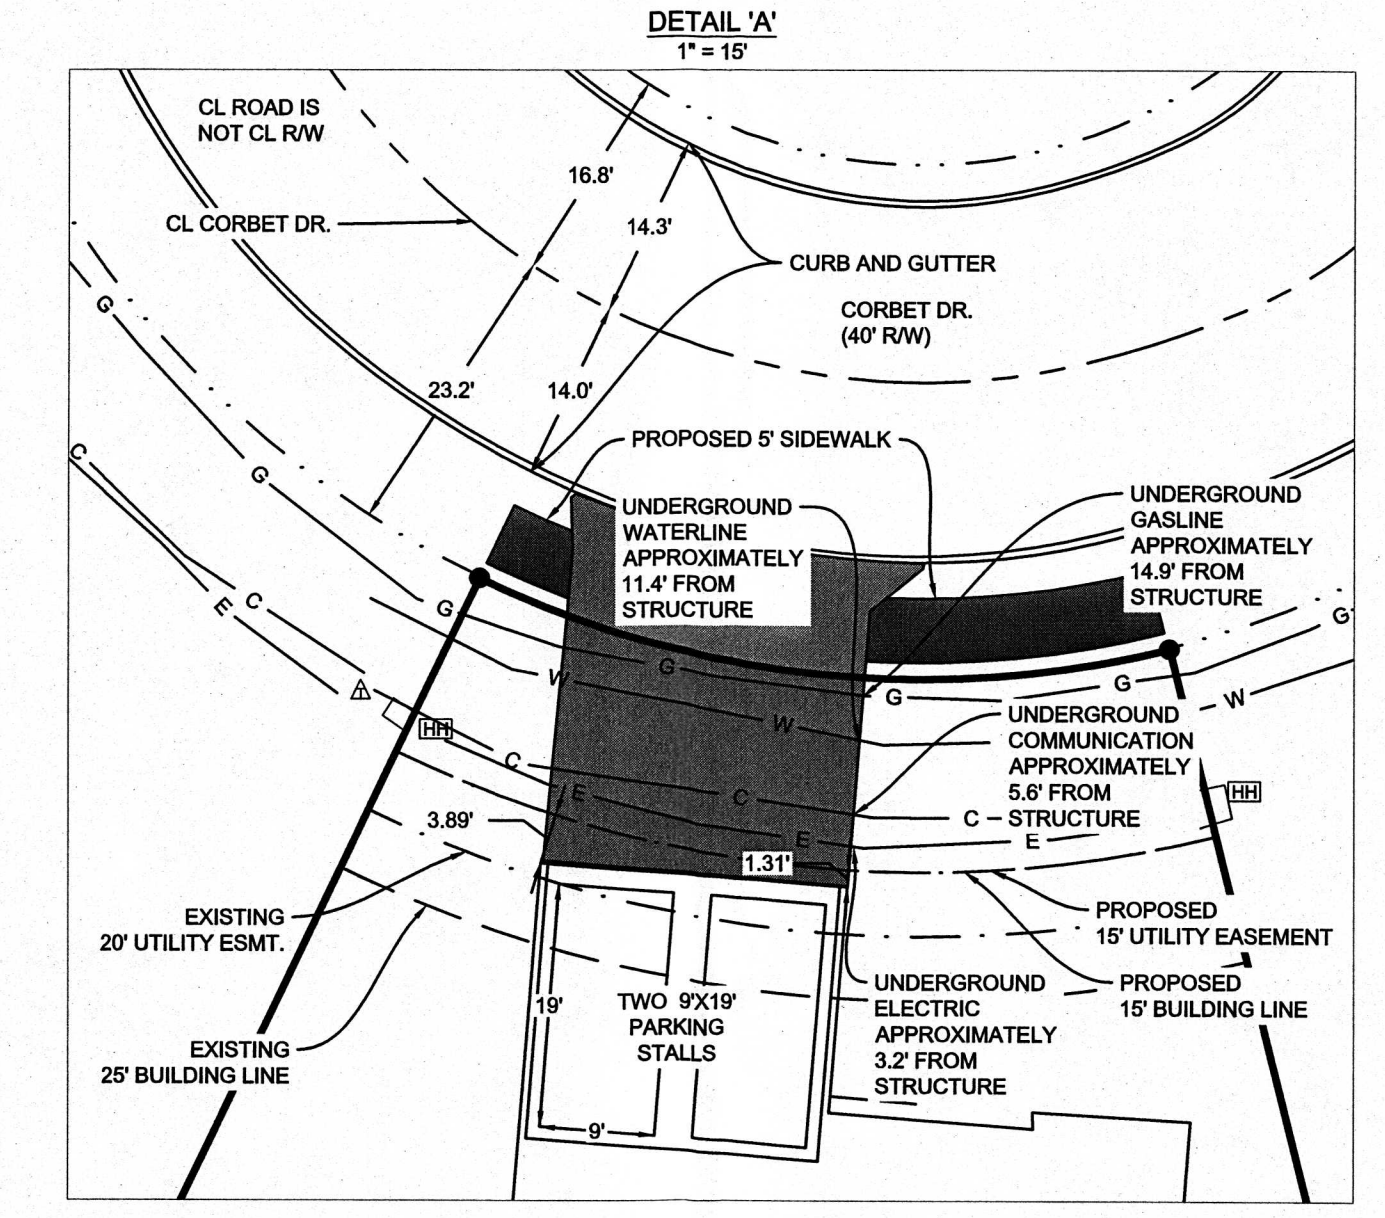 DETAIL 'A'
1" = 15'
CL ROAD IS
NOT CL R/W
16.8'
14.3'
CL CORBET DR.
CURB AND GUTTER
CORBET DR.
(40' R/W)
G
23.2'
14.0'
PROPOSED 5' SIDEWALK
C
G
UNDERGROUND
WATERLINE
APPROXIMATELY
11.4' FROM
STRUCTURE
UNDERGROUND
GASLINE
APPROXIMATELY
14.9' FROM
STRUCTURE
C
E
G
G
G
G
G
W
W
W
T
HH
UNDERGROUND
COMMUNICATION
APPROXIMATELY
5.6' FROM
STRUCTURE
C
C
C
E
E
E
HH
3.89'
1.31'
EXISTING
20' UTILITY ESMT.
PROPOSED
15' UTILITY EASEMENT
PROPOSED
15' BUILDING LINE
EXISTING
25' BUILDING LINE
19'
TWO 9'X19'
PARKING
STALLS
9'
UNDERGROUND
ELECTRIC
APPROXIMATELY
3.2' FROM
STRUCTURE